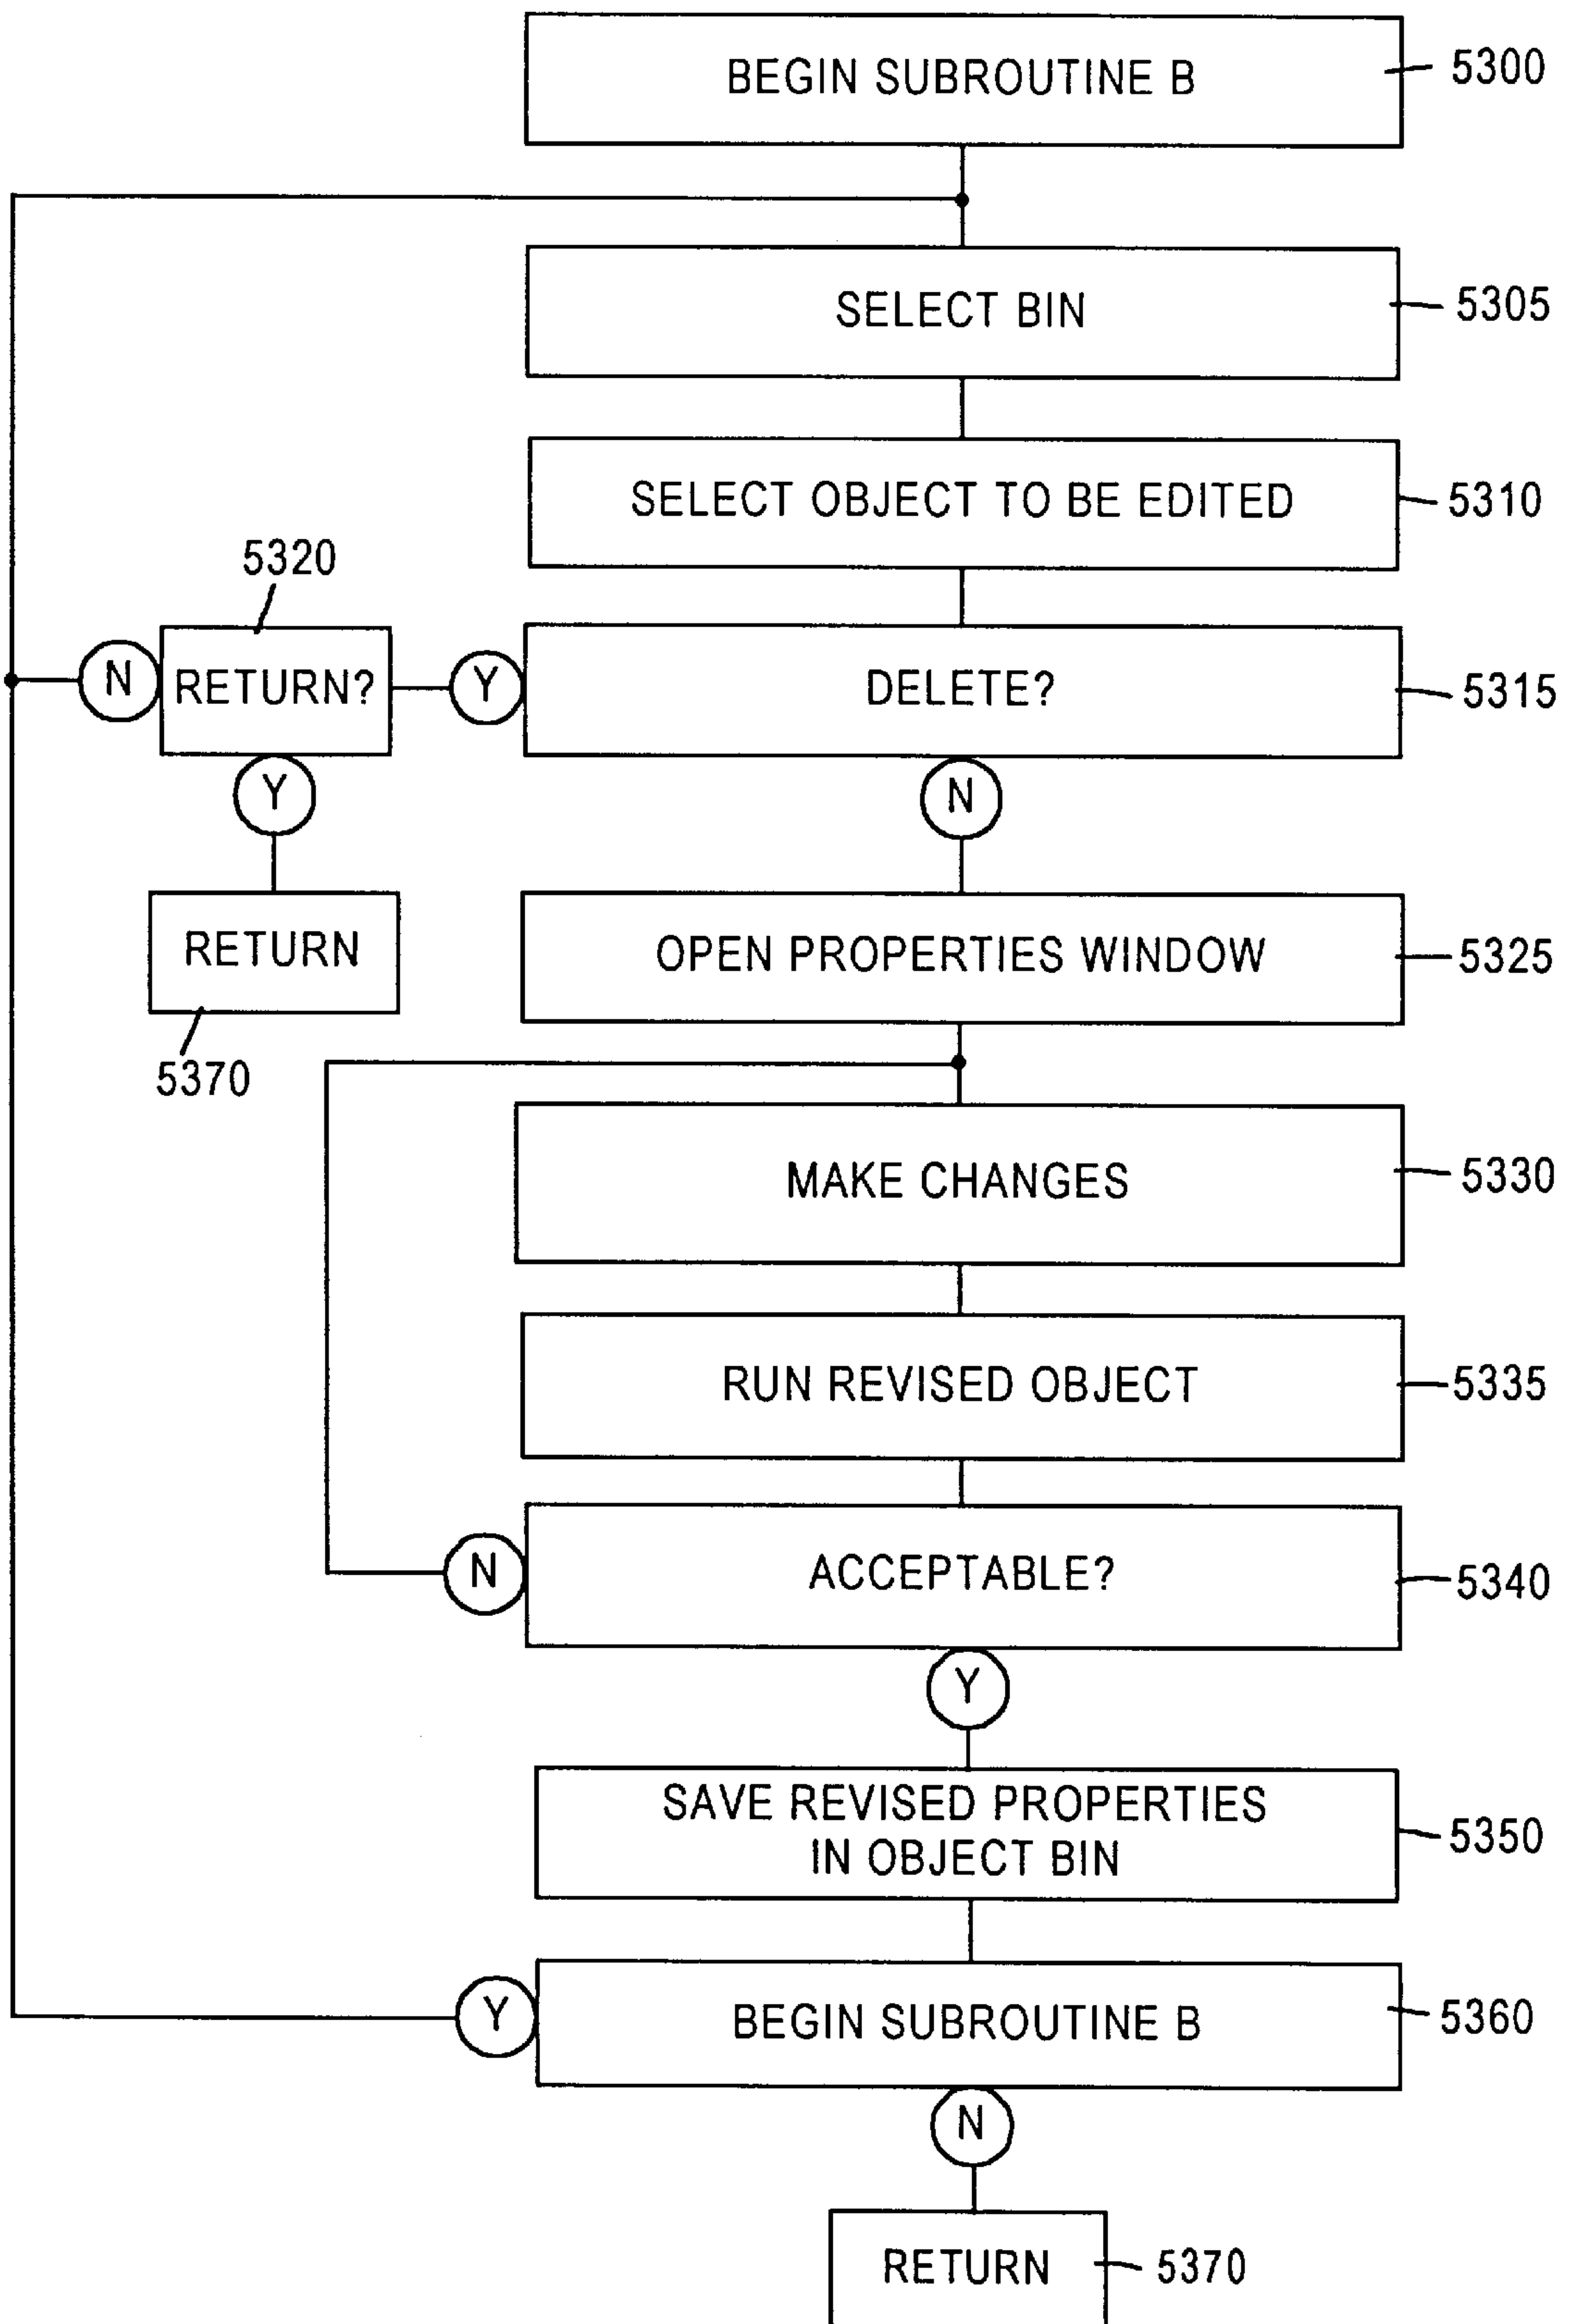 BEGIN SUBROUTINE B
5300
SELECT BIN
5305
SELECT OBJECT TO BE EDITED
5310
5320
N
RETURN?
Y
DELETE?
5315
Y
N
RETURN
5370
OPEN PROPERTIES WINDOW
5325
MAKE CHANGES
5330
RUN REVISED OBJECT
5335
N
ACCEPTABLE?
5340
Y
SAVE REVISED PROPERTIES
IN OBJECT BIN
5350
Y
BEGIN SUBROUTINE B
5360
N
RETURN
5370